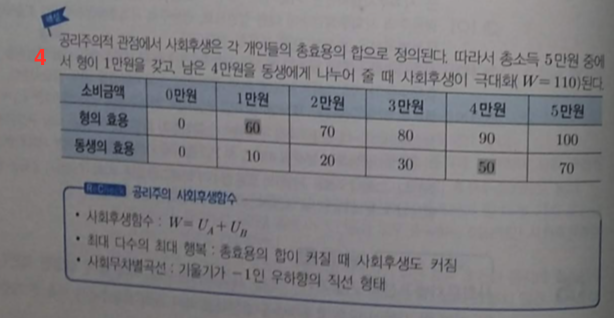 해설
4
공리주의적 관점에서 사회후생은 각 개인들의 총효용의 합으로 정의된다. 따라서 총소득 5만원 중에
서 형이 1만원을 갖고, 남은 4만원을 동생에게 나누어 줄 때 사회후생이 극대화(W=110)된다.
소비금액 0만원 1만원 2만원 3만원 4만원 5만원
형의 효용 0 60 70 80 90 100
동생의 효용 0 10 20 30 50 70
공리주의 사회후생함수
• 사회후생함수 : W=U_A+U_B
• 최대 다수의 최대 행복 : 총효용의 합이 커질 때 사회후생도 커짐
• 사회무차별곡선 : 기울기가 -1인 우하향의 직선 형태